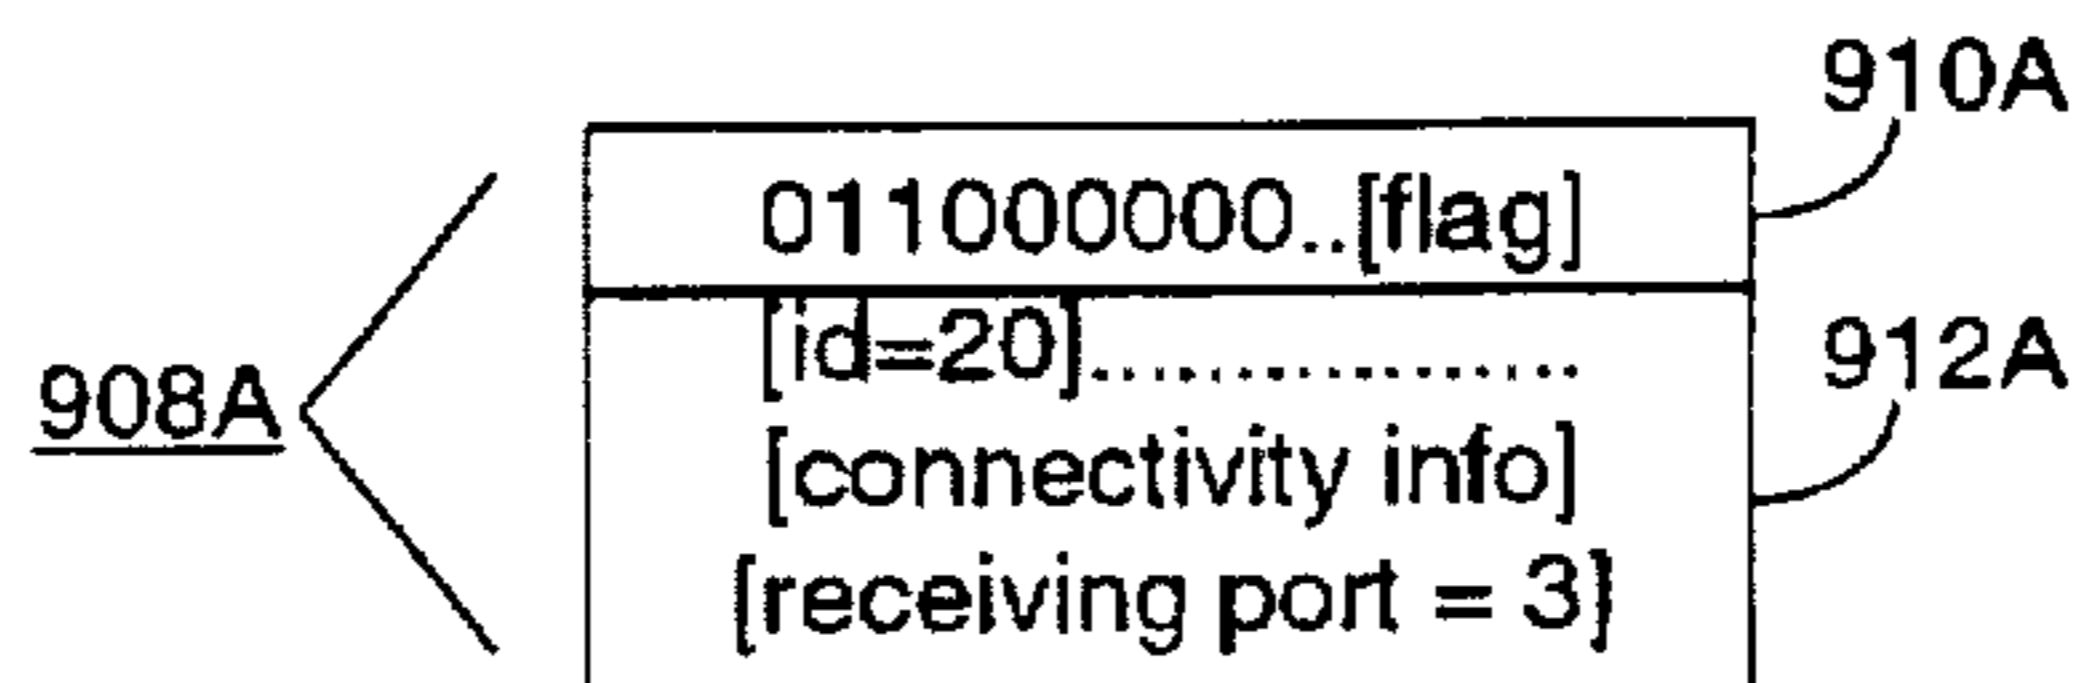 910A
011000000..[flag]
[id=20].................
912A
908A
[connectivity info]
[receiving port = 3]